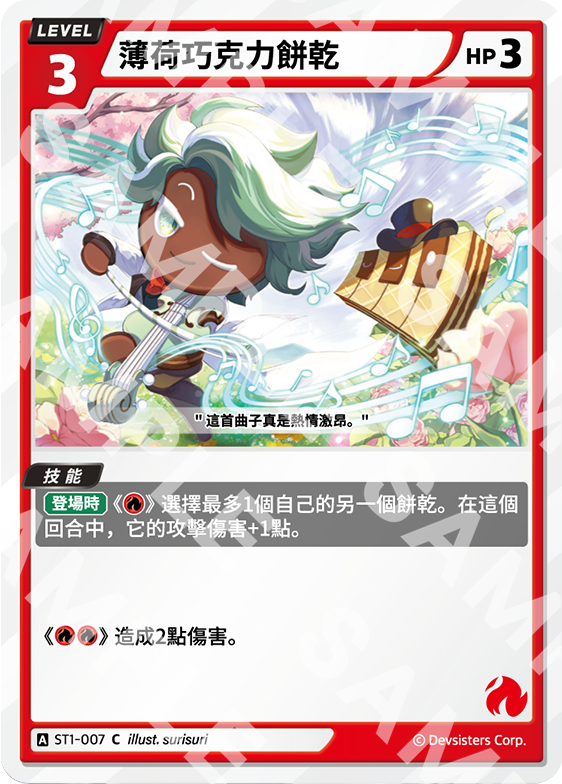 LEVEL
3
薄荷巧克力餅乾
HP 3
" 這首曲子真是熱情激昂。"
技能
登場時 《》選擇最多1個自己的另一個餅乾。在這個
回合中，它的攻擊傷害+1點。
《》造成2點傷害。
A ST1-007 C illust. surisuri
© Devsisters Corp.
SAMPLE